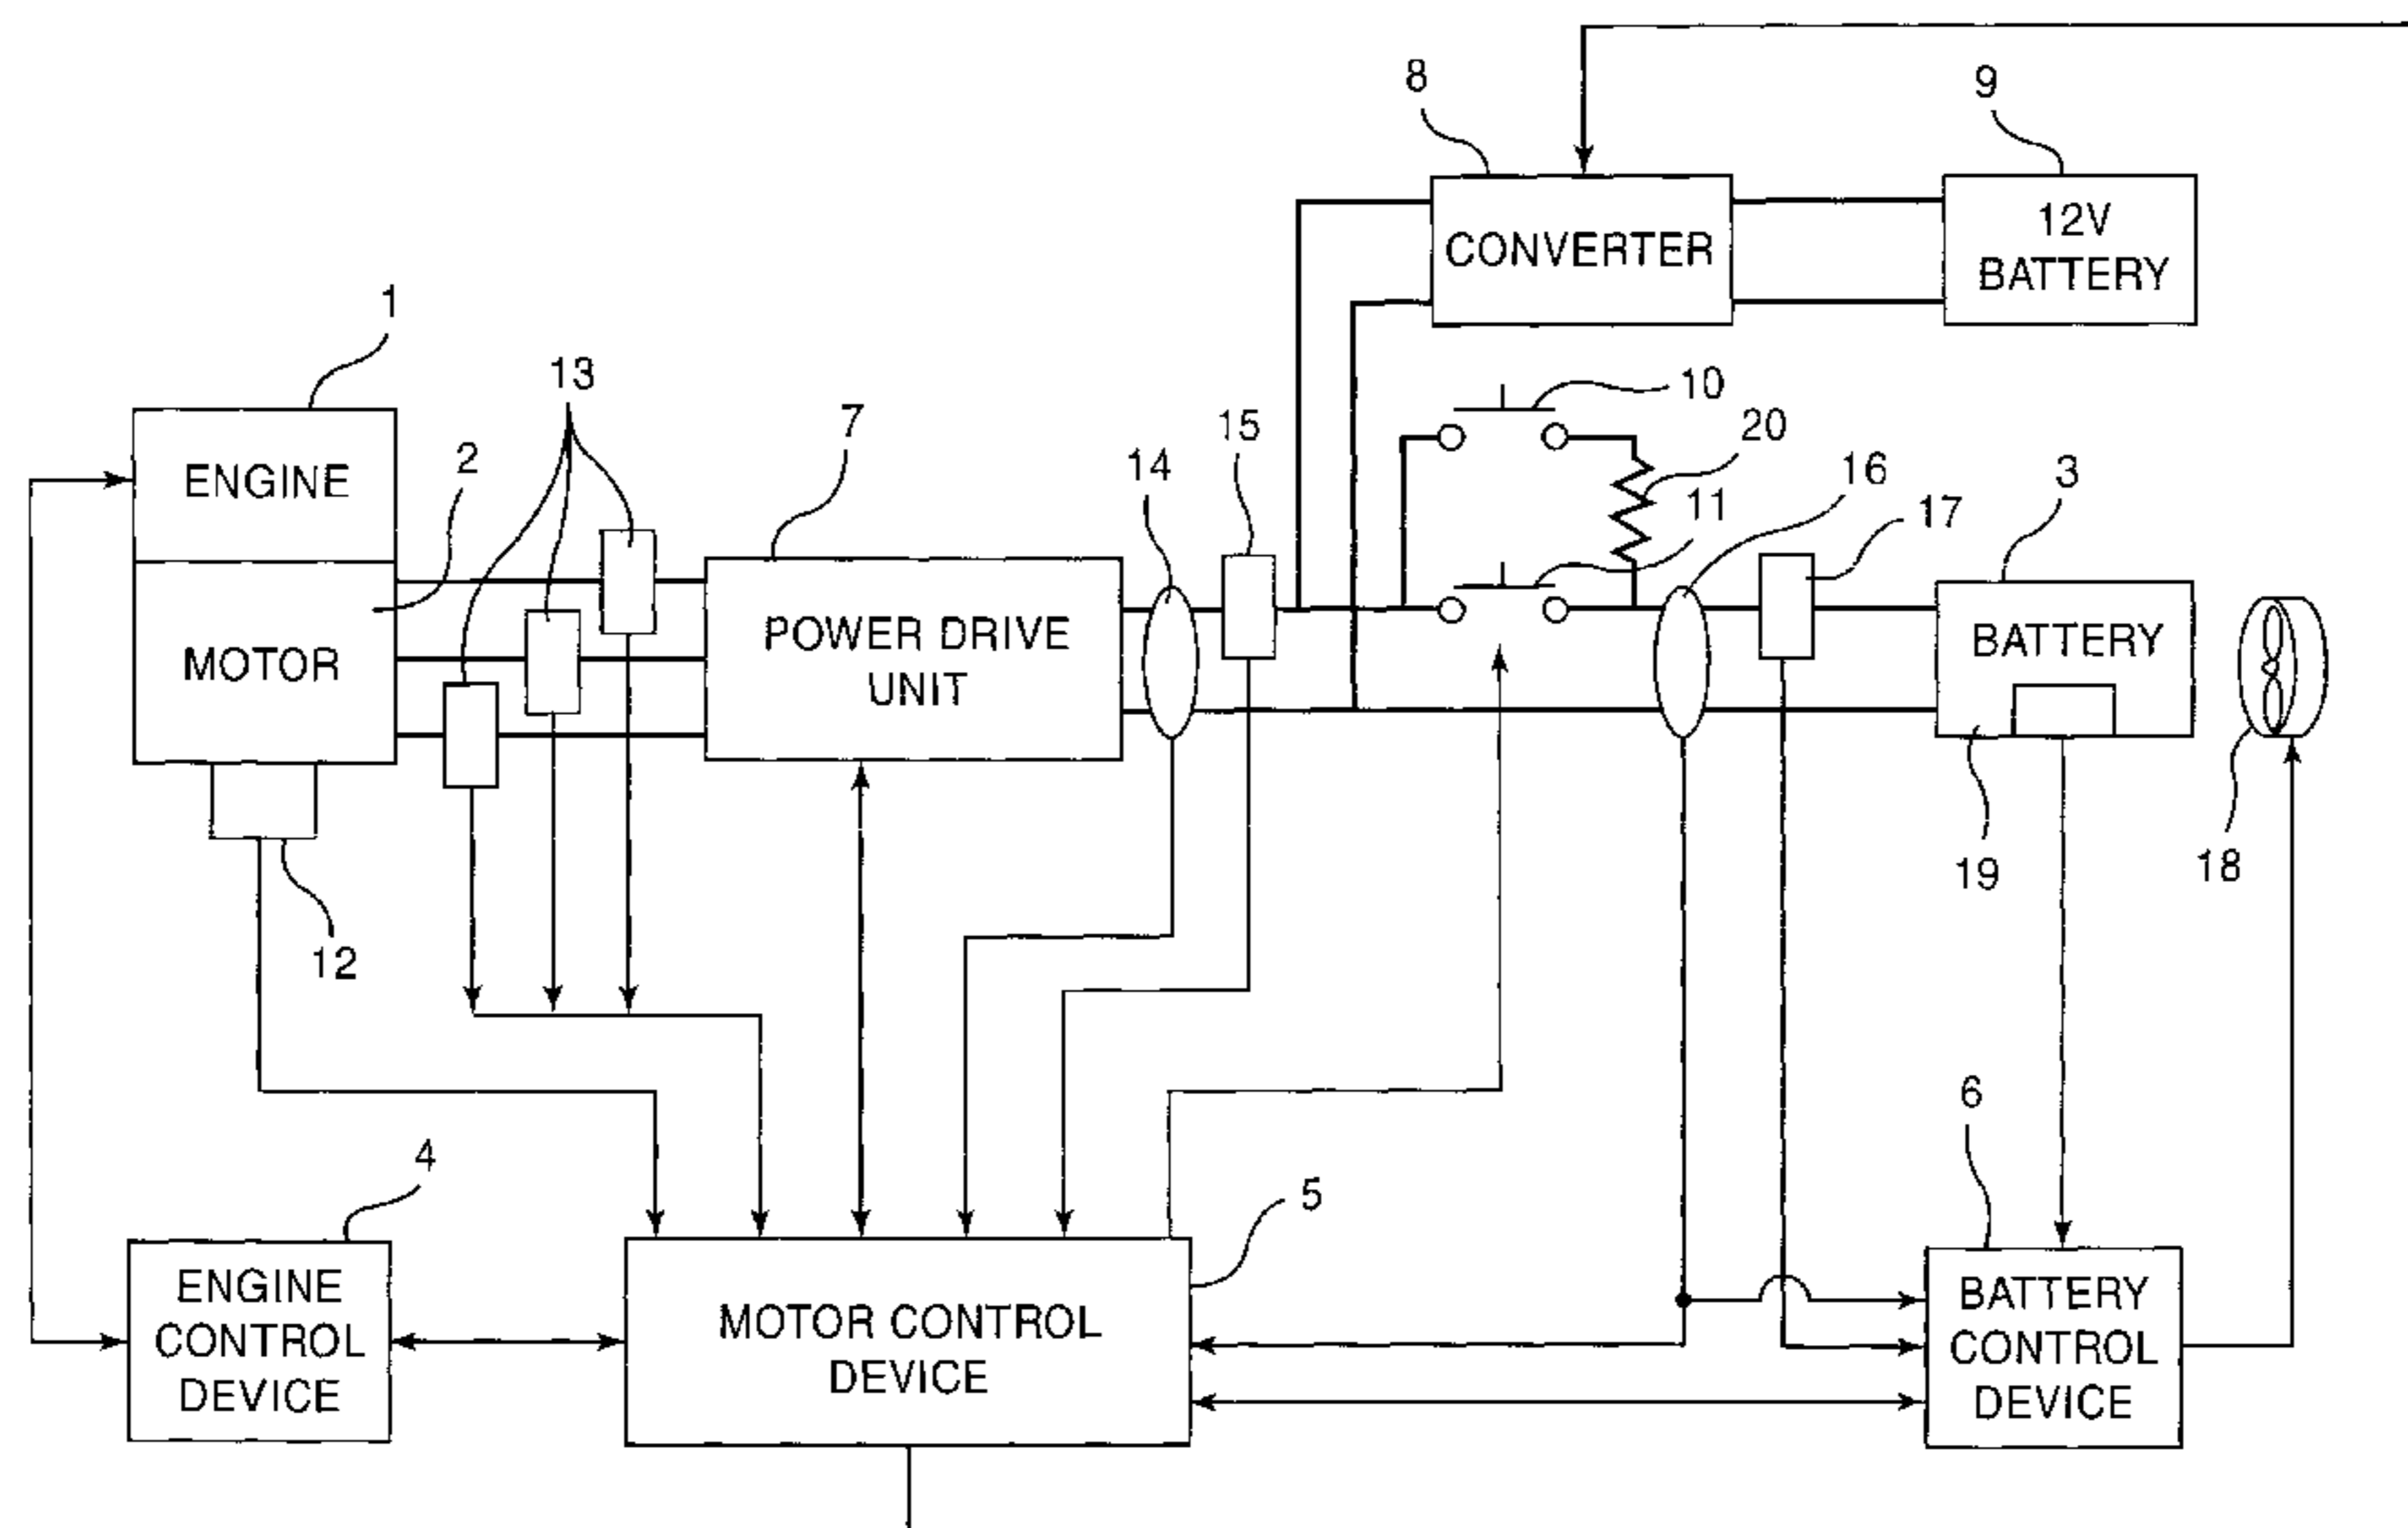 8
9
CONVERTER
12V
BATTERY
1
13
10
2
7
15
20
14
11
16
3
17
ENGINE
MOTOR
POWER DRIVE
UNIT
BATTERY
19
18
12
6
4
5
ENGINE
CONTROL
DEVICE
MOTOR CONTROL
DEVICE
BATTERY
CONTROL
DEVICE